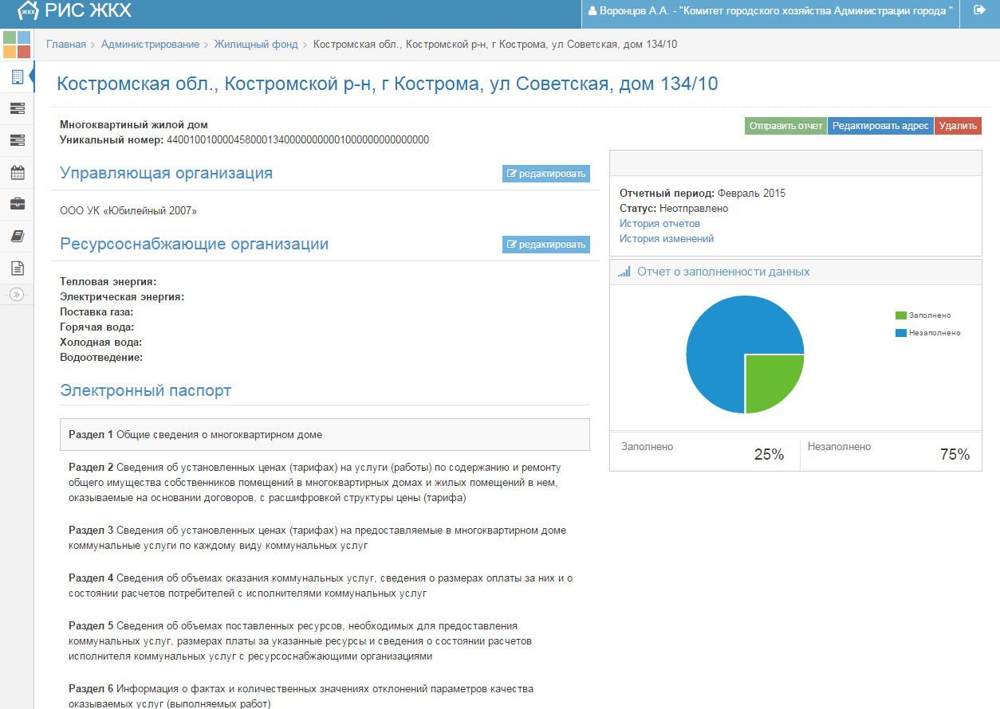 ЖКХ РИС ЖКХ
Воронцов А.А. - "Комитет городского хозяйства Администрации города "
Главная > Администрирование > Жилищный фонд > Костромская обл., Костромской р-н, г Кострома, ул Советская, дом 134/10
Костромская обл., Костромской р-н, г Кострома, ул Советская, дом 134/10
Многоквартиный жилой дом
Отправить отчет Редактировать адрес Удалить
Уникальный номер: 44001001000045800013400000000001000000000000000
Управляющая организация
редактировать
ООО УК «Юбилейный 2007»
Ресурсоснабжающие организации
редактировать
Тепловая энергия:
Электрическая энергия:
Поставка газа:
Горячая вода:
Холодная вода:
Водоотведение:
Электронный паспорт
Раздел 1 Общие сведения о многоквартирном доме
Раздел 2 Сведения об установленных ценах (тарифах) на услуги (работы) по содержанию и ремонту
общего имущества собственников помещений в многоквартирных домах и жилых помещений в нем,
оказываемые на основании договоров, с расшифровкой структуры цены (тарифа)
Раздел 3 Сведения об установленных ценах (тарифах) на предоставляемые в многоквартирном доме
коммунальные услуги по каждому виду коммунальных услуг
Раздел 4 Сведения об объемах оказания коммунальных услуг, сведения о размерах оплаты за них и о
состоянии расчетов потребителей с исполнителями коммунальных услуг
Раздел 5 Сведения об объемах поставленных ресурсов, необходимых для предоставления
коммунальных услуг, размерах платы за указанные ресурсы и сведения о состоянии расчетов
исполнителя коммунальных услуг с ресурсоснабжающими организациями
Раздел 6 Информация о фактах и количественных значениях отклонений параметров качества
оказываемых услуг (выполняемых работ)
Отчетный период: Февраль 2015
Статус: Неотправлено
История отчетов
История изменений
Отчет о заполненности данных
Заполнено
Незаполнено
Заполнено 25%
Незаполнено 75%